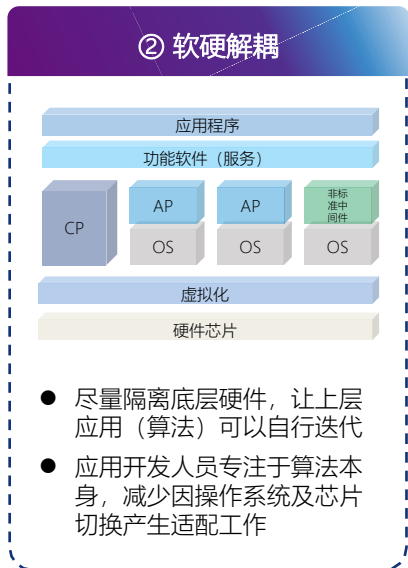 ② 软硬解耦
应用程序
功能软件（服务）
CP
AP
AP
非标
准中
间件
OS
OS
OS
虚拟化
硬件芯片
● 尽量隔离底层硬件，让上层
应用（算法）可以自行迭代
● 应用开发人员专注于算法本
身，减少因操作系统及芯片
切换产生适配工作